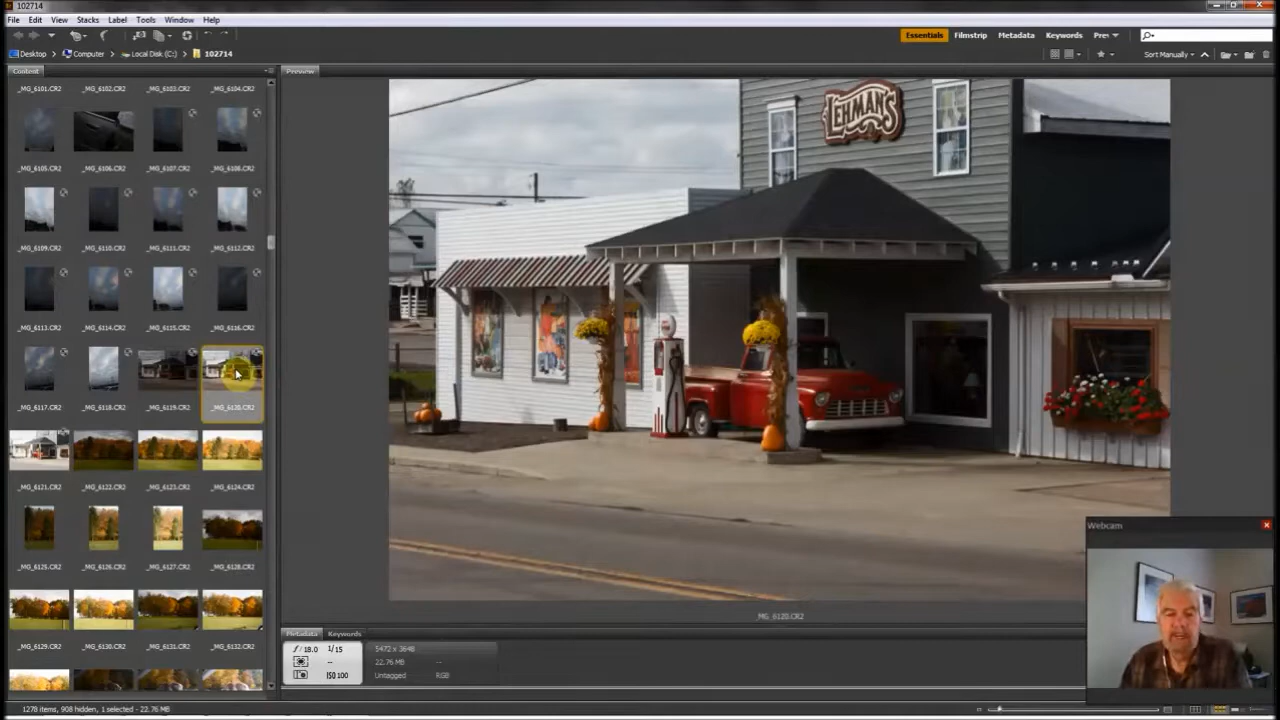 102714
File Edit View Stacks Label Tools Window Help
Essentials Filmstrip Metadata Keywords
Desktop Computer Local Disk (C:) 102714
Sort Manually
Content
Preview
_MG_6101.CR2 _MG_6102.CR2 _MG_6103.CR2 _MG_6104.CR2
_MG_6105.CR2 _MG_6106.CR2 _MG_6107.CR2 _MG_6108.CR2
_MG_6109.CR2 _MG_6110.CR2 _MG_6111.CR2 _MG_6112.CR2
_MG_6113.CR2 _MG_6114.CR2 _MG_6115.CR2 _MG_6116.CR2
_MG_6117.CR2 _MG_6118.CR2 _MG_6119.CR2 _MG_6120.CR2
_MG_6121.CR2 _MG_6122.CR2 _MG_6123.CR2 _MG_6124.CR2
_MG_6125.CR2 _MG_6126.CR2 _MG_6127.CR2 _MG_6128.CR2
_MG_6129.CR2 _MG_6130.CR2 _MG_6131.CR2 _MG_6132.CR2
LEHMAN'S
_MG_6120.CR2
Webcam
Metadata Keywords
f/18.0 1/15
-- 
ISO100
5472 x 3648
22.76 MB --
Untagged RGB
1278 items, 908 hidden, 1 selected - 22.76 MB